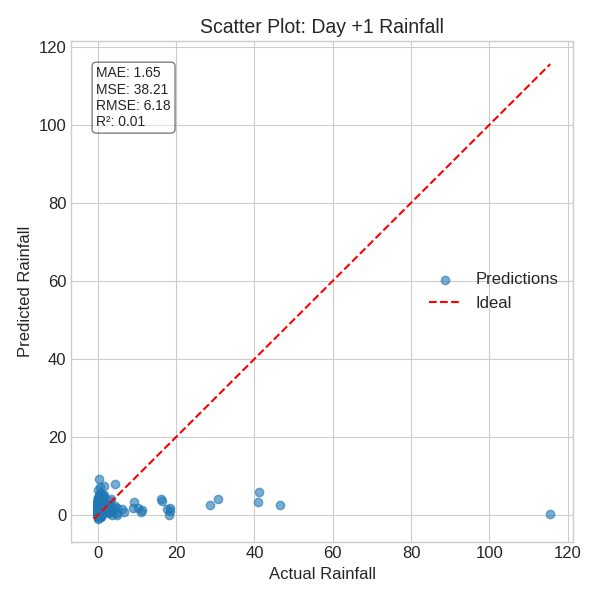 Scatter Plot: Day +1 Rainfall
120
100
80
60
40
20
0
Predicted Rainfall
MAE: 1.65
MSE: 38.21
RMSE: 6.18
R²: 0.01
Predictions
Ideal
0 20 40 60 80 100 120
Actual Rainfall